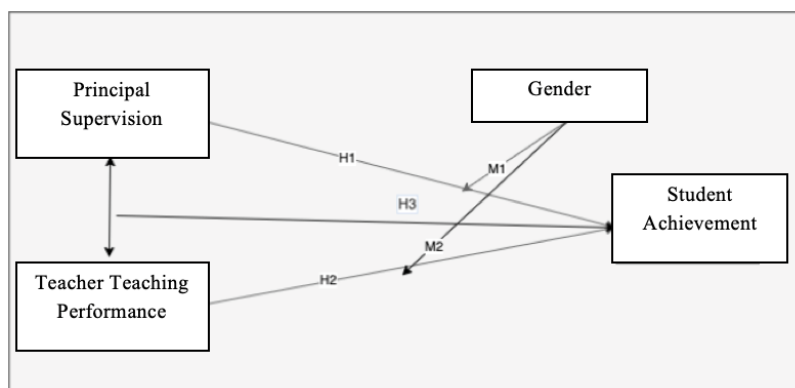 Principal
Supervision
Gender
H1
M1
Student
Achievement
H3
M2
Teacher Teaching
Performance
H2